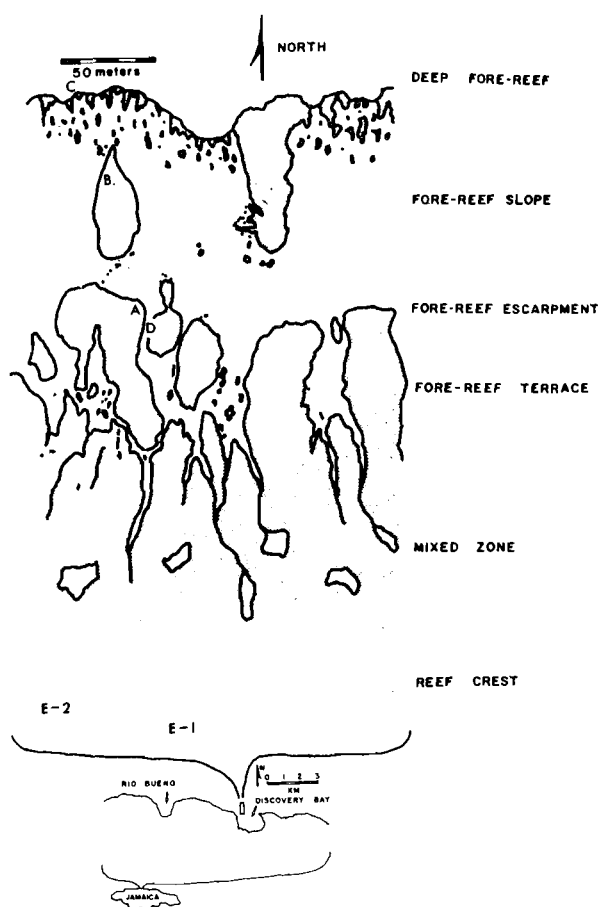 NORTH
50 meters
DEEP FORE-REEF
C
B.
FORE-REEF SLOPE
A
D
FORE-REEF ESCARPMENT
FORE-REEF TERRACE
MIXED ZONE
REEF CREST
E-2
E-1
N
0 1 2 3
KM
RIO BUENO
DISCOVERY BAY
JAMAICA